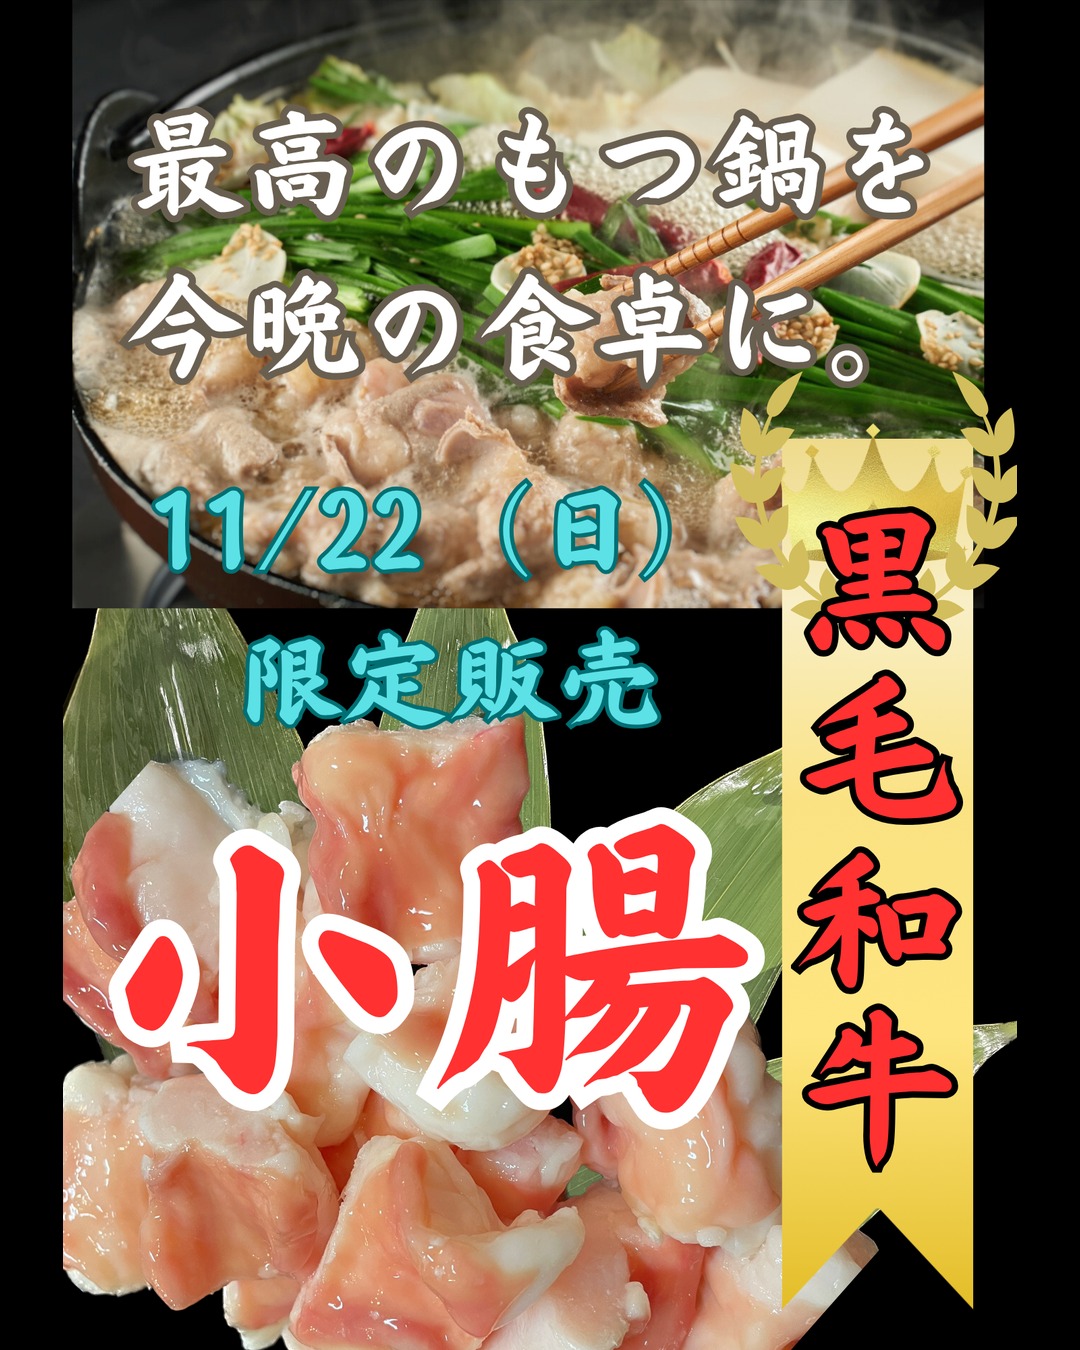 最高のもつ鍋を
今晩の食卓に。
11/22 （日）
限定販売
小腸
黒毛和牛